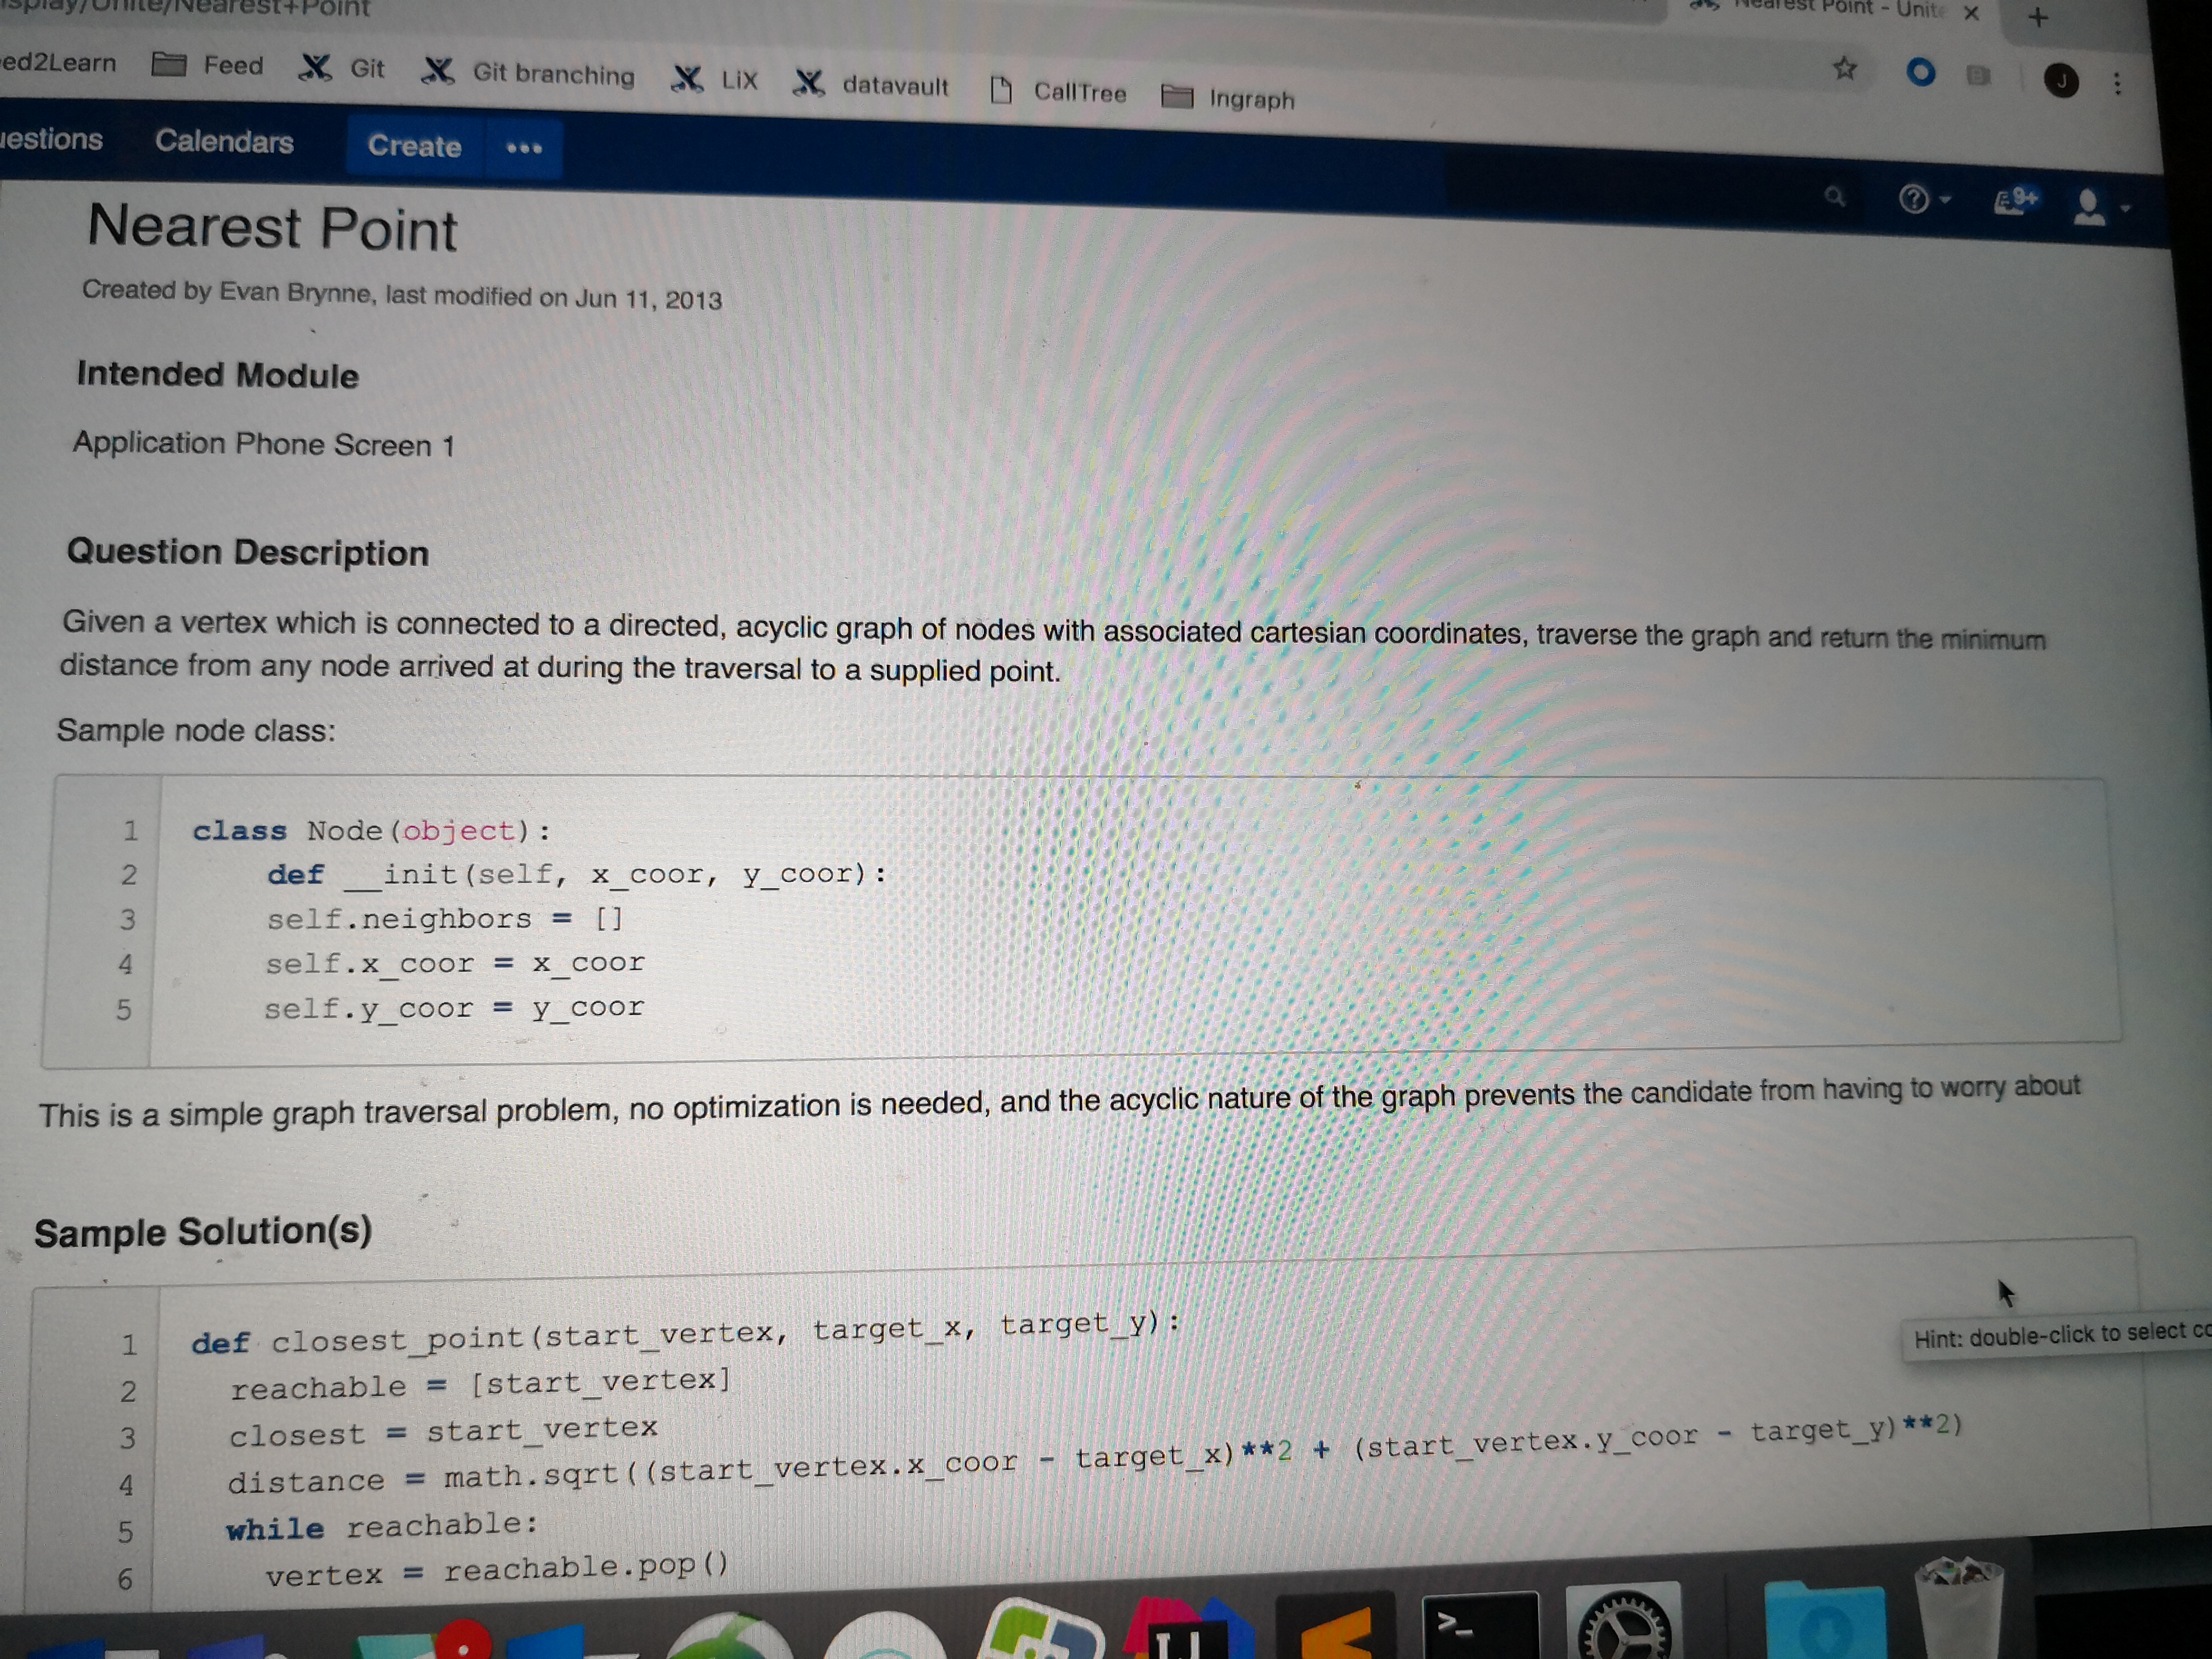 isplay/Unite/Nearest+Point
Nearest Point - Unite
ed2Learn Feed Git Git branching LiX datavault CallTree Ingraph
J
uestions Calendars Create •••
9+
Nearest Point
Created by Evan Brynne, last modified on Jun 11, 2013
Intended Module
Application Phone Screen 1
Question Description
Given a vertex which is connected to a directed, acyclic graph of nodes with associated cartesian coordinates, traverse the graph and return the minimum
distance from any node arrived at during the traversal to a supplied point.
Sample node class:
1 class Node(object):
2 def __init(self, x_coor, y_coor):
3 self.neighbors = []
4 self.x_coor = x_coor
5 self.y_coor = y_coor
This is a simple graph traversal problem, no optimization is needed, and the acyclic nature of the graph prevents the candidate from having to worry about
Sample Solution(s)
1 def closest_point(start_vertex, target_x, target_y):
2 reachable = [start_vertex]
3 closest = start_vertex
4 distance = math.sqrt((start_vertex.x_coor - target_x)**2 + (start_vertex.y_coor - target_y)**2)
5 while reachable:
6 vertex = reachable.pop()
Hint: double-click to select co
IJ
>_